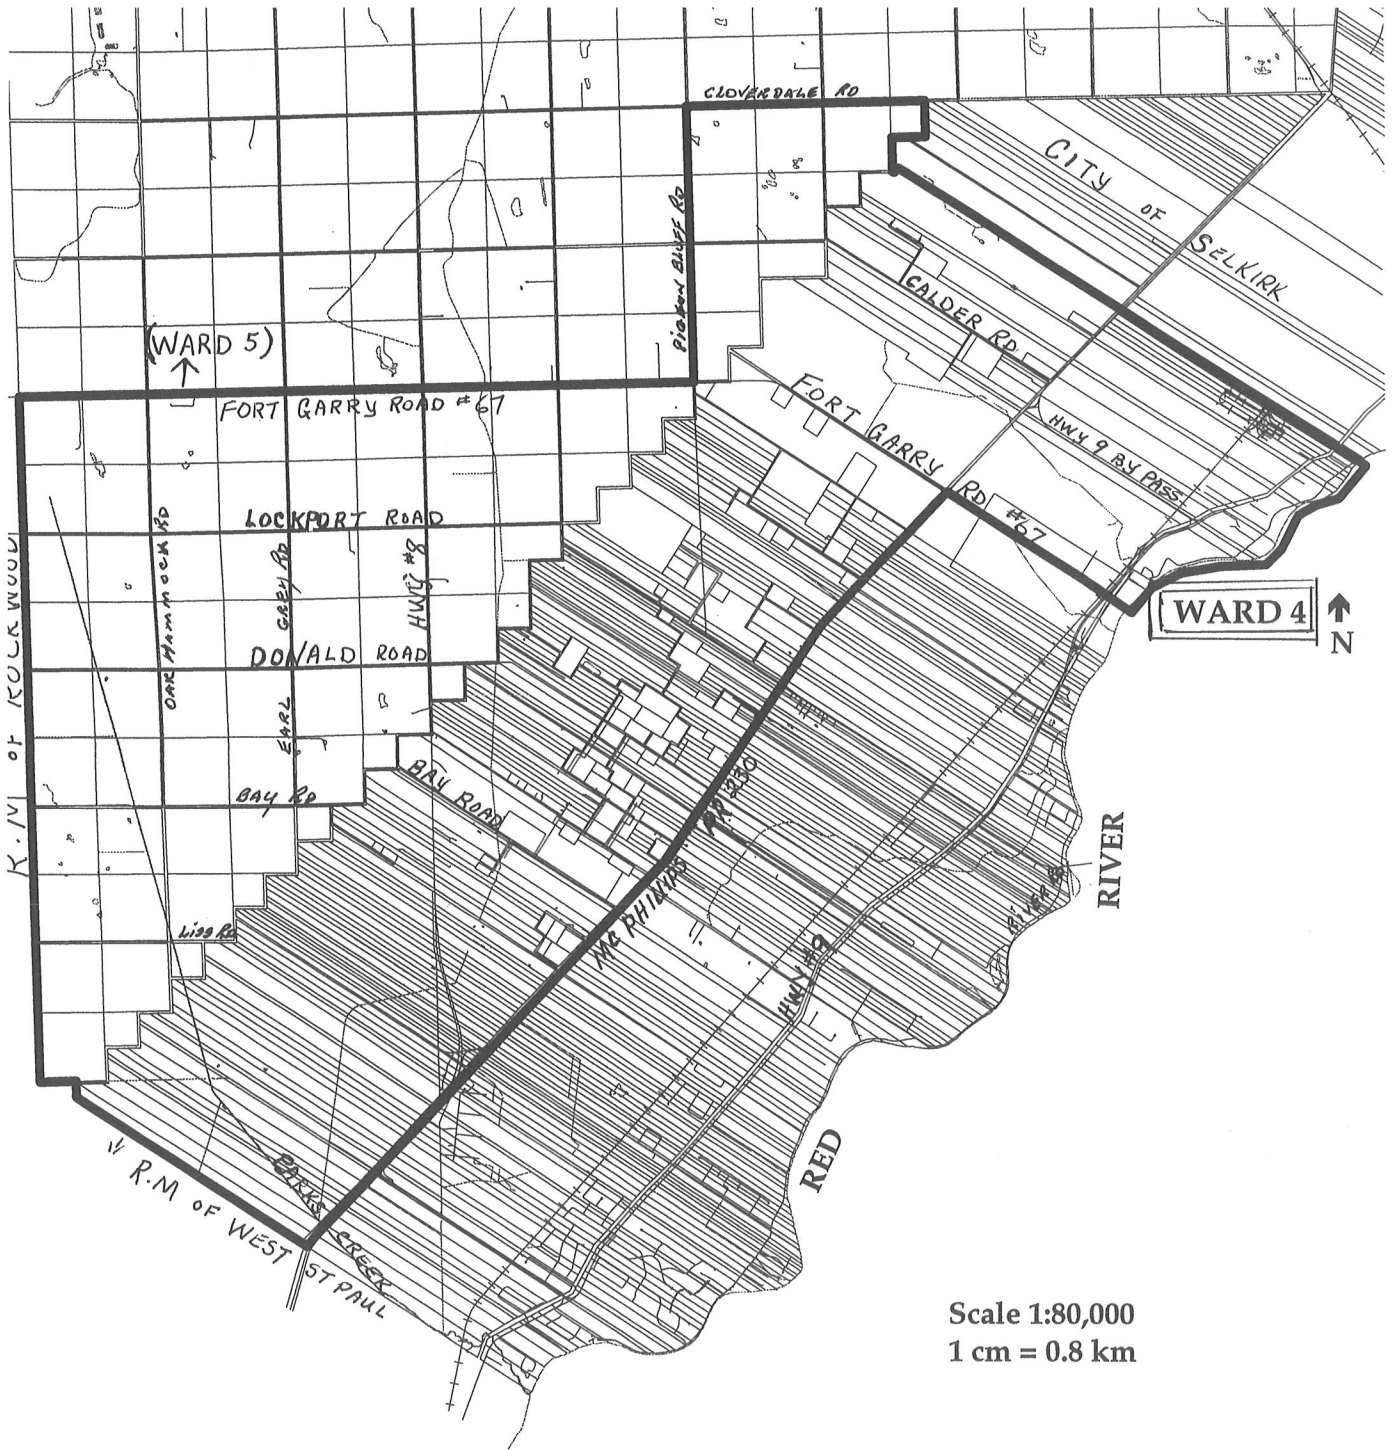 CLOVERDALE RD
CITY
OF
SELKIRK
PIGEON BLUFF RD
CALDER RD
(WARD 5)
FORT GARRY ROAD #67
FORT GARRY RD #67
HWY 9 BY PASS
LOCKPORT ROAD
OAK HAMMOCK RD
EARL GREY RD
HWY #8
WARD 4
N
DONALD ROAD
R.M OF ROCKWOOD
BAY RD
BAY ROAD
MC PHILLIPS PR 230
RIVER RD
RIVER
LISS RD
HWY #9
RED
R.M OF WEST ST PAUL
PARKS CREEK
Scale 1:80,000
1 cm = 0.8 km